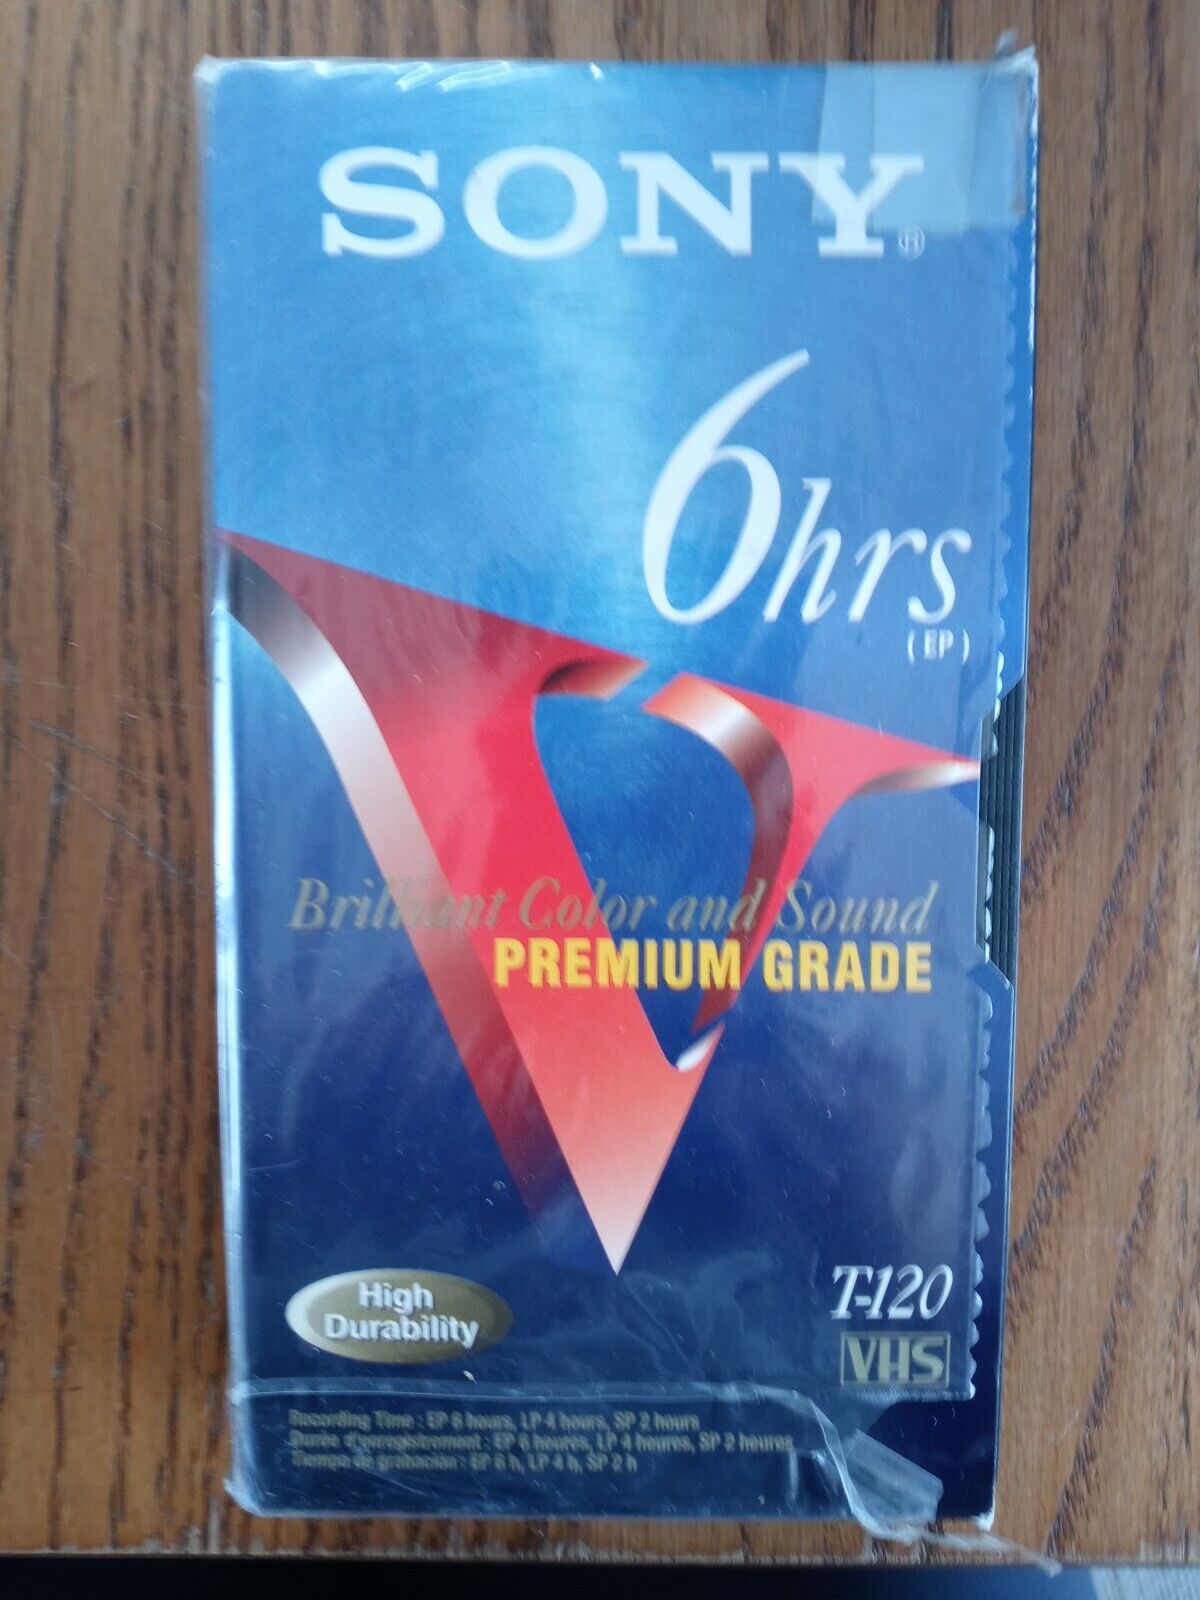 SONY®
6hrs
(EP)
V
Brilliant Color and Sound
PREMIUM GRADE
High
Durability
T-120
VHS
Recording Time : EP 6 hours, LP 4 hours, SP 2 hours
Durée d'enregistrement : EP 6 heures, LP 4 heures, SP 2 heures
Tiempo de grabación : EP 6 h, LP 4 h, SP 2 h